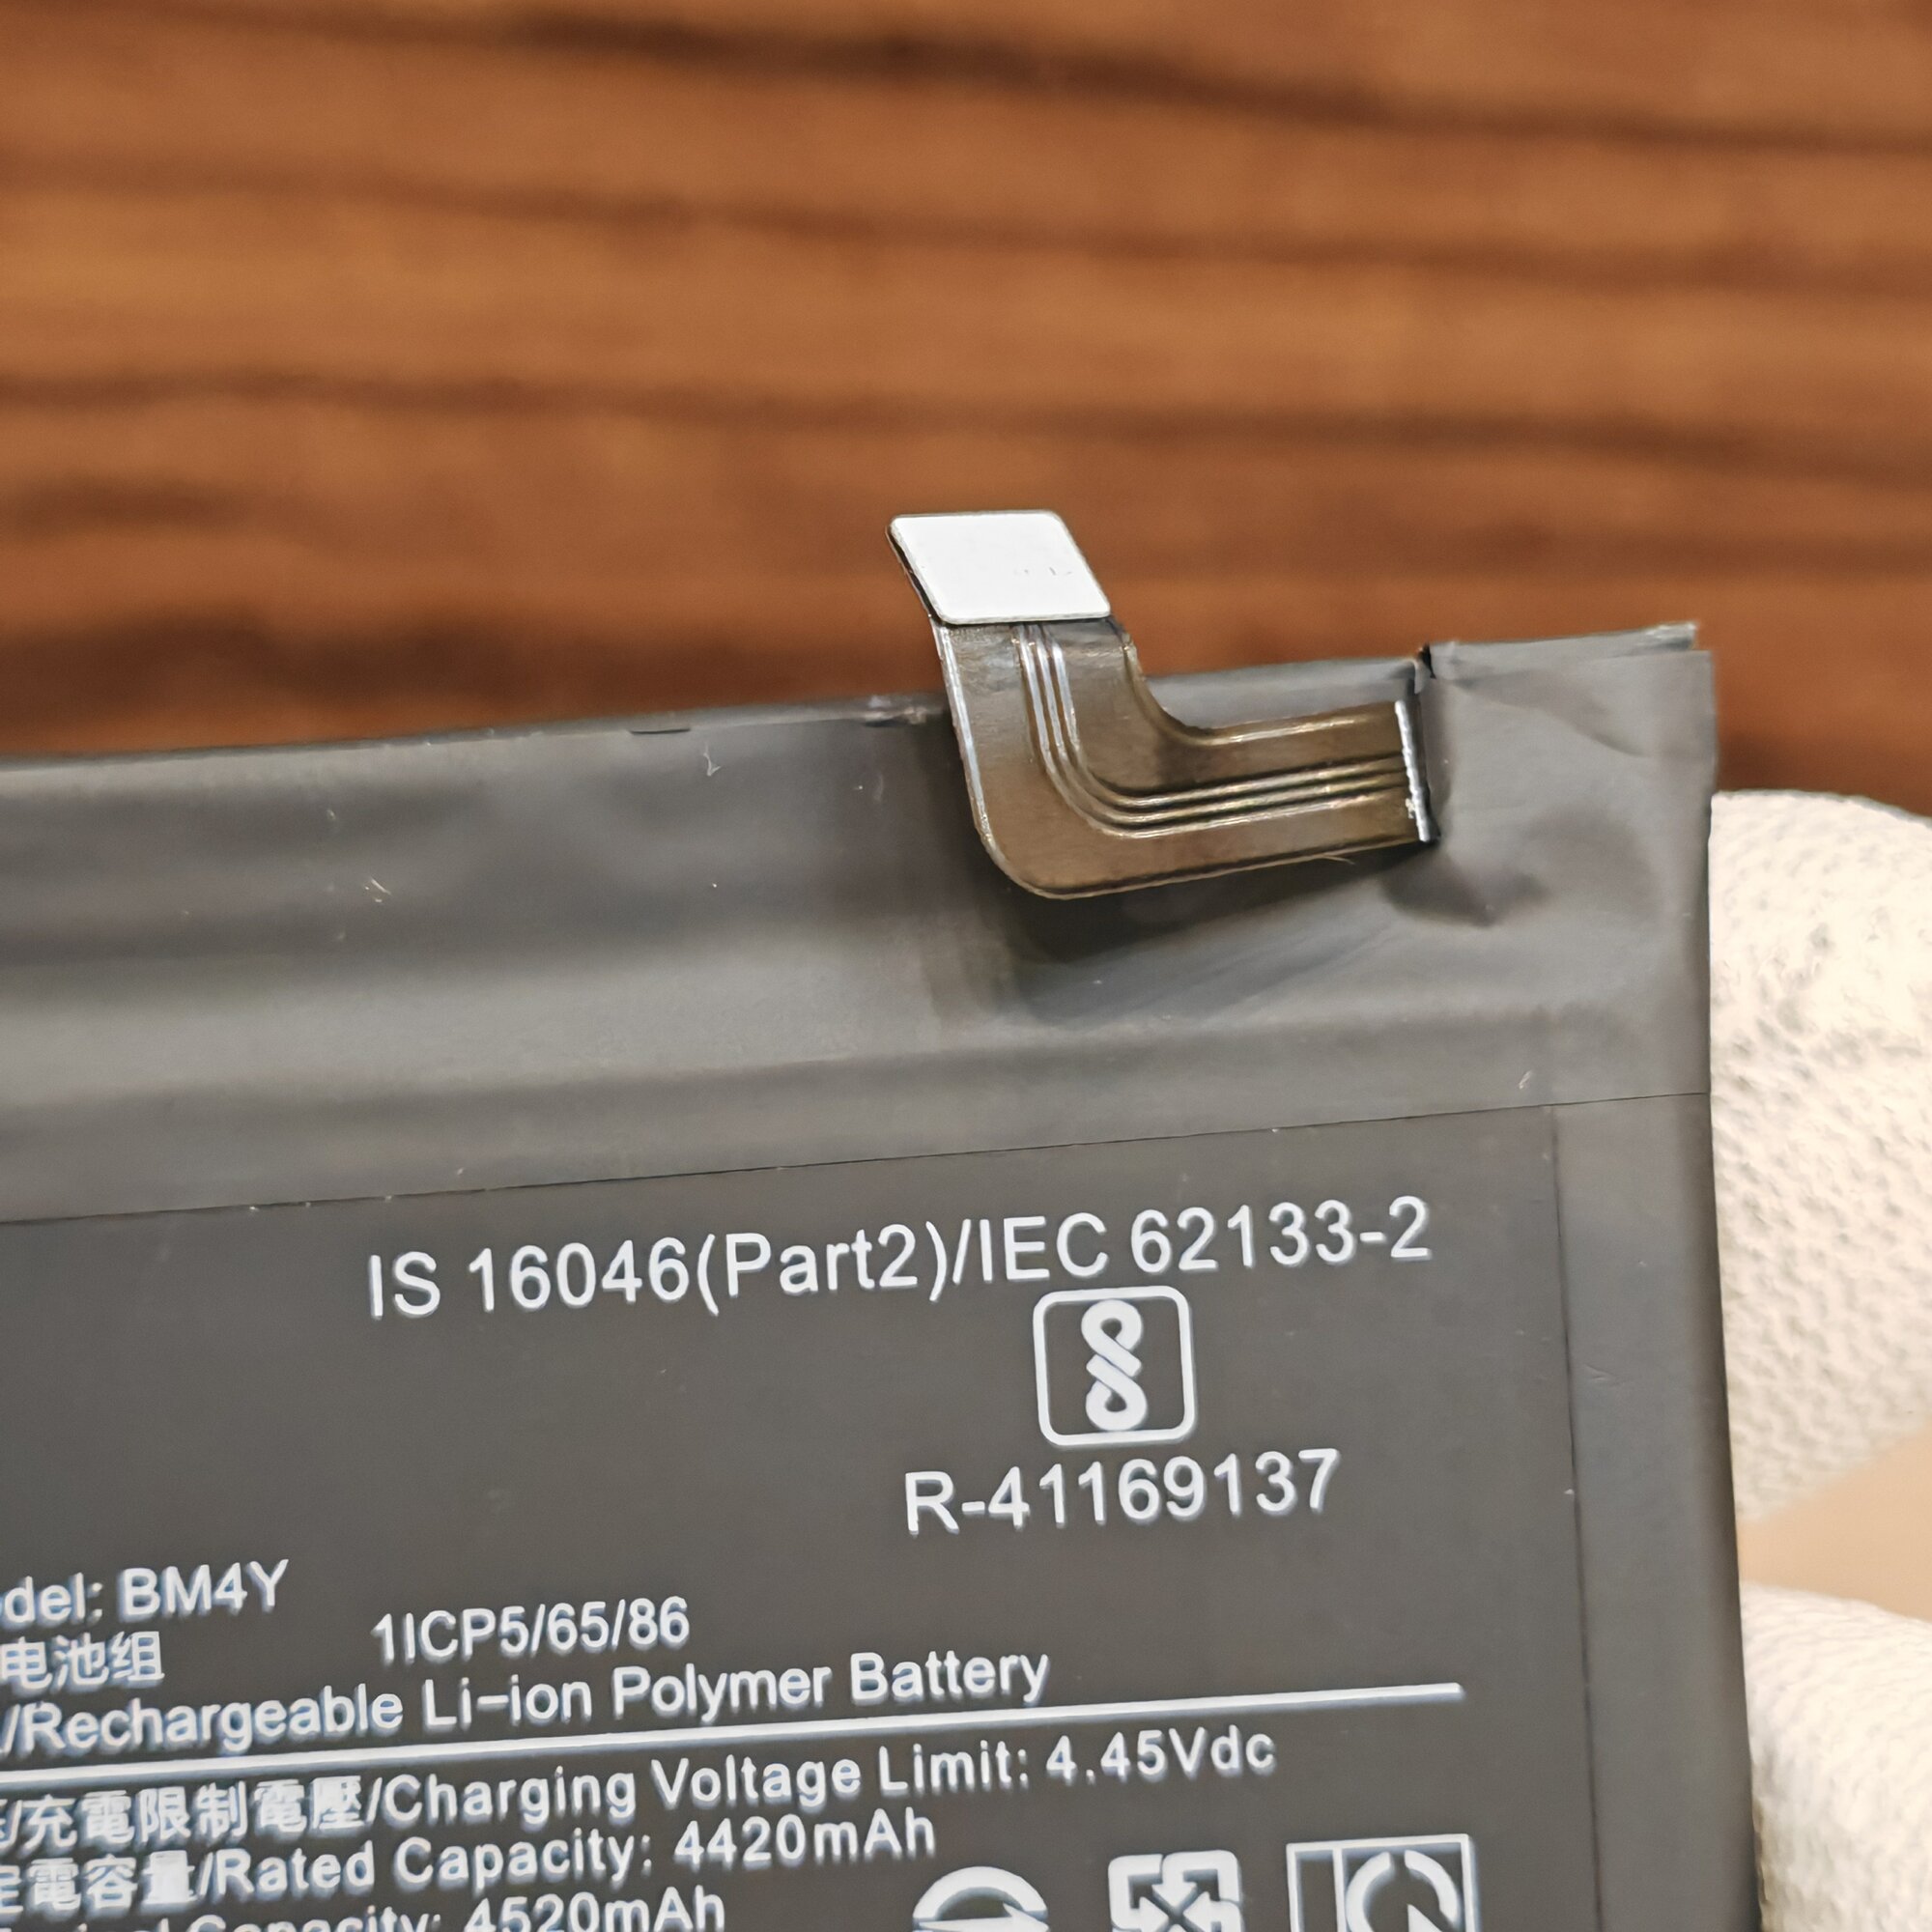 IS 16046(Part2)/IEC 62133-2
R-41169137
del: BM4Y
电池组
1ICP5/65/86
/Rechargeable Li-ion Polymer Battery
/充電限制電壓/Charging Voltage Limit: 4.45Vdc
電容量/Rated Capacity: 4420mAh
Capacity: 4520mAh